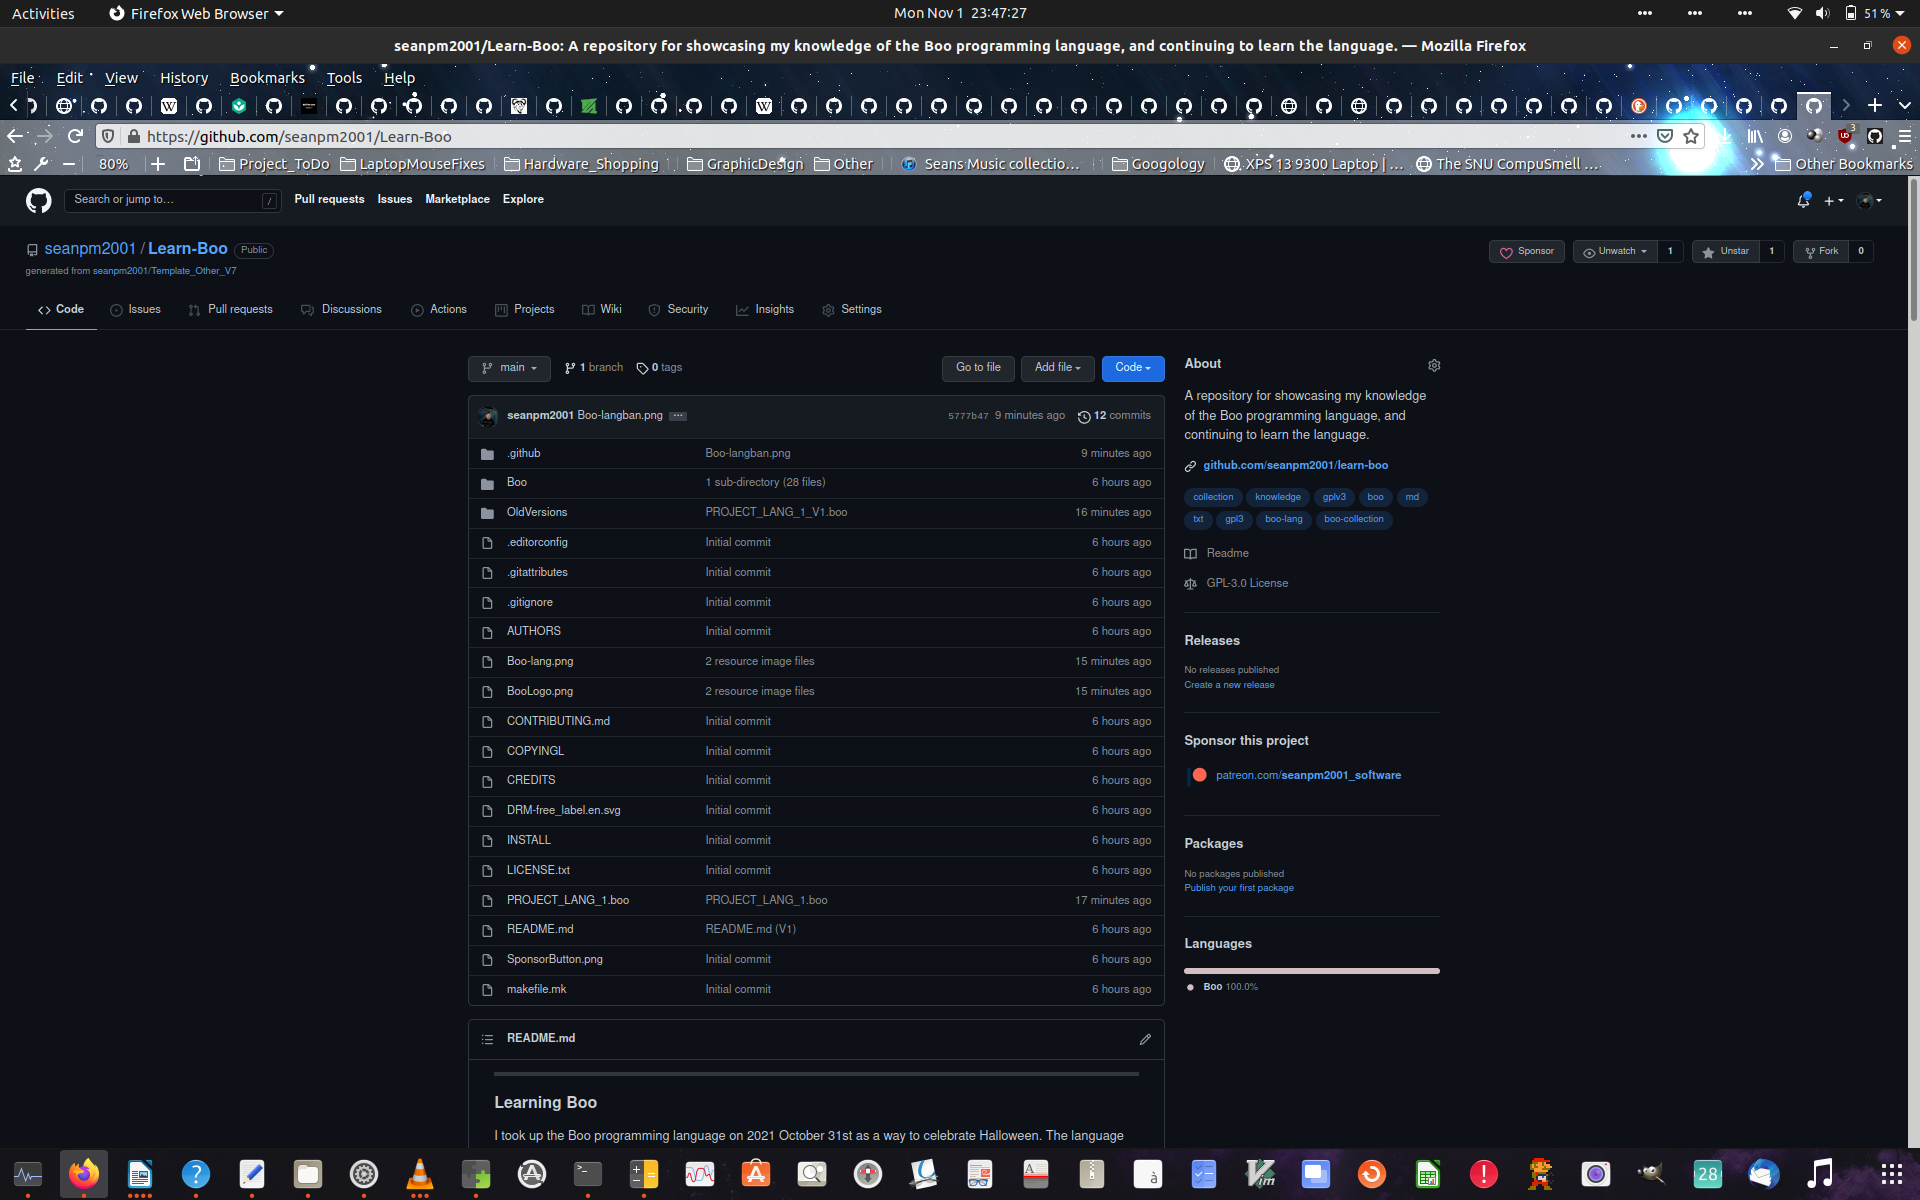 Activities Firefox Web Browser Mon Nov 1 23:47:27 51 %
seanpm2001/Learn-Boo: A repository for showcasing my knowledge of the Boo programming language, and continuing to learn the language. — Mozilla Firefox
File Edit View History Bookmarks Tools Help
https://github.com/seanpm2001/Learn-Boo 3
80% Project_ToDo LaptopMouseFixes Hardware_Shopping GraphicDesign Other Seans Music collectio… Googology XPS 13 9300 Laptop | … The SNU CompuSmell … Other Bookmarks
Search or jump to… / Pull requests Issues Marketplace Explore
seanpm2001 / Learn-Boo Public Sponsor Unwatch 1 Unstar 1 Fork 0
generated from seanpm2001/Template_Other_V7
Code Issues Pull requests Discussions Actions Projects Wiki Security Insights Settings
main 1 branch 0 tags Go to file Add file Code
seanpm2001 Boo-langban.png 5777b47 9 minutes ago 12 commits
.github Boo-langban.png 9 minutes ago
Boo 1 sub-directory (28 files) 6 hours ago
OldVersions PROJECT_LANG_1_V1.boo 16 minutes ago
.editorconfig Initial commit 6 hours ago
.gitattributes Initial commit 6 hours ago
.gitignore Initial commit 6 hours ago
AUTHORS Initial commit 6 hours ago
Boo-lang.png 2 resource image files 15 minutes ago
BooLogo.png 2 resource image files 15 minutes ago
CONTRIBUTING.md Initial commit 6 hours ago
COPYINGL Initial commit 6 hours ago
CREDITS Initial commit 6 hours ago
DRM-free_label.en.svg Initial commit 6 hours ago
INSTALL Initial commit 6 hours ago
LICENSE.txt Initial commit 6 hours ago
PROJECT_LANG_1.boo PROJECT_LANG_1.boo 17 minutes ago
README.md README.md (V1) 6 hours ago
SponsorButton.png Initial commit 6 hours ago
makefile.mk Initial commit 6 hours ago
README.md
Learning Boo
I took up the Boo programming language on 2021 October 31st as a way to celebrate Halloween. The language
About
A repository for showcasing my knowledge
of the Boo programming language, and
continuing to learn the language.
github.com/seanpm2001/learn-boo
collection knowledge gplv3 boo md
txt gpl3 boo-lang boo-collection
Readme
GPL-3.0 License
Releases
No releases published
Create a new release
Sponsor this project
patreon.com/seanpm2001_software
Packages
No packages published
Publish your first package
Languages
Boo 100.0%
28